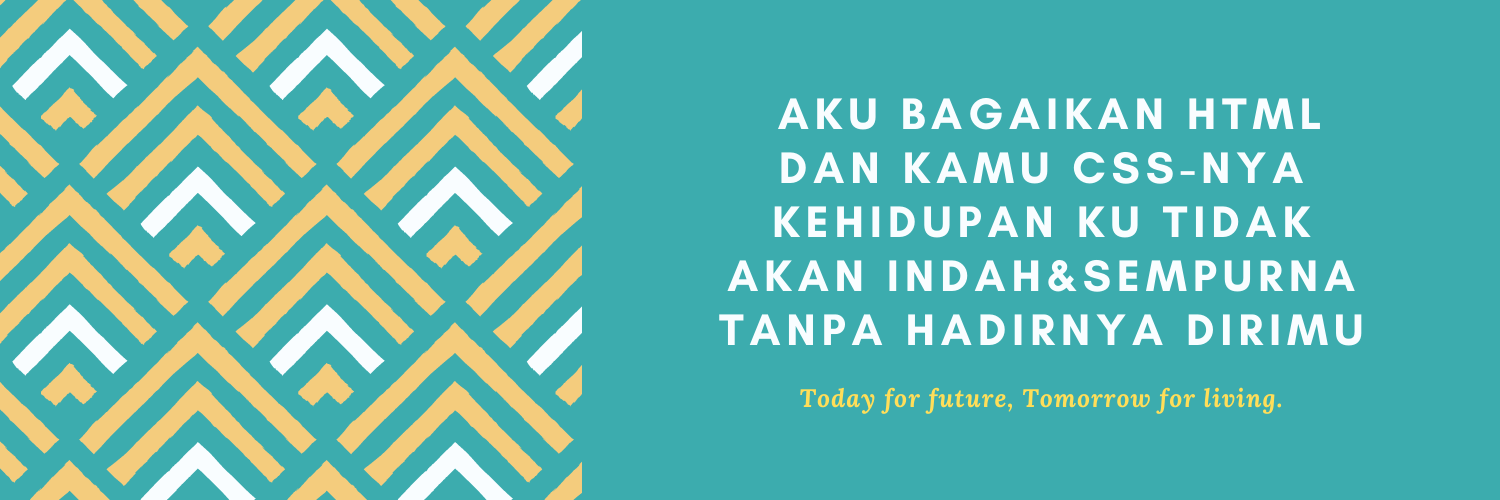 AKU BAGAIKAN HTML
DAN KAMU CSS-NYA
KEHIDUPAN KU TIDAK
AKAN INDAH&SEMPURNA
TANPA HADIRNYA DIRIMU
Today for future, Tomorrow for living.